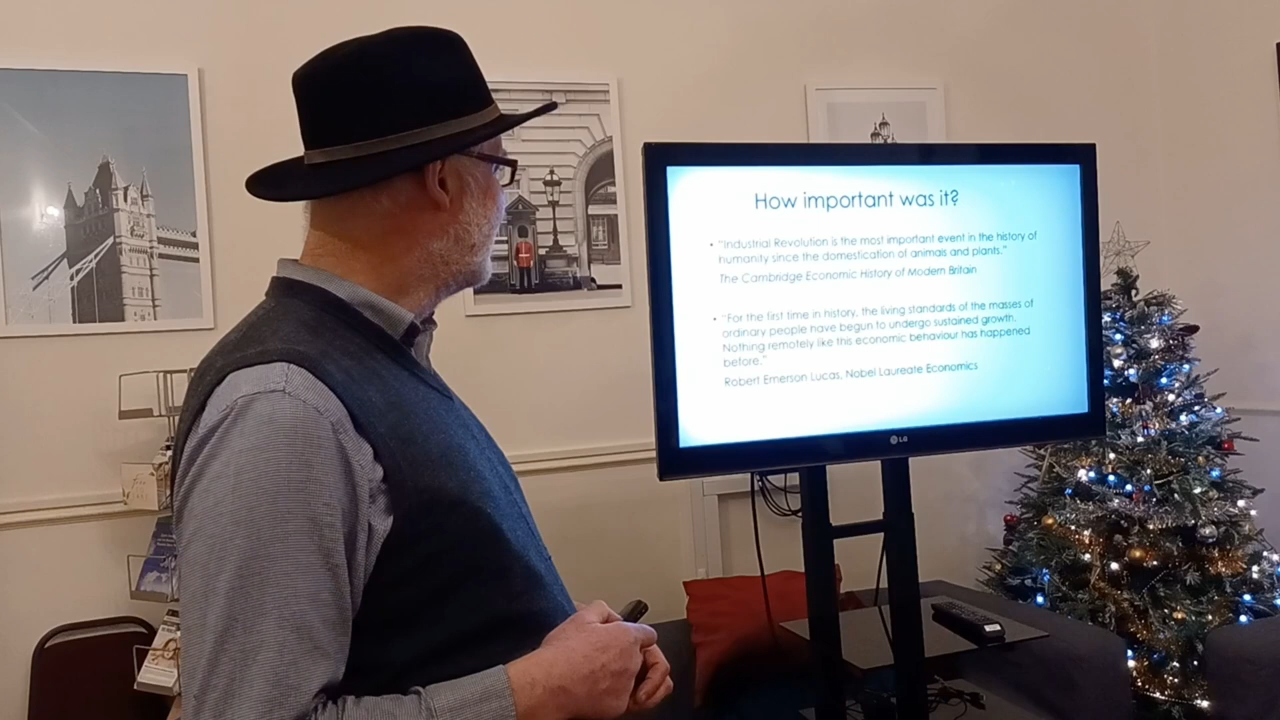 How important was it?
• "Industrial Revolution is the most important event in the history of
humanity since the domestication of animals and plants."
The Cambridge Economic History of Modern Britain
• "For the first time in history, the living standards of the masses of
ordinary people have begun to undergo sustained growth.
Nothing remotely like this economic behaviour has happened
before."
Robert Emerson Lucas, Nobel Laureate Economics
LG